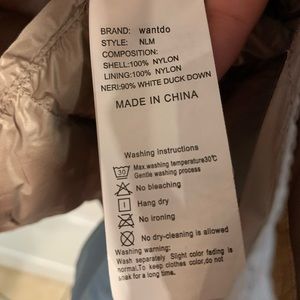 BRAND: wantdo
STYLE: NLM
COMPOSITION:
SHELL:100% NYLON
LINING:100% NYLON
NERI:90% WHITE DUCK DOWN
MADE IN CHINA
Washing Instructions
30
Max.washing temperature30℃
Gentle washing process
No bleaching
Hang dry
No ironing
No dry-cleaning is allowed
Washing warning:
Wash separately Slight color fading is
normal.To keep clothes color,do not
soak for a long time.